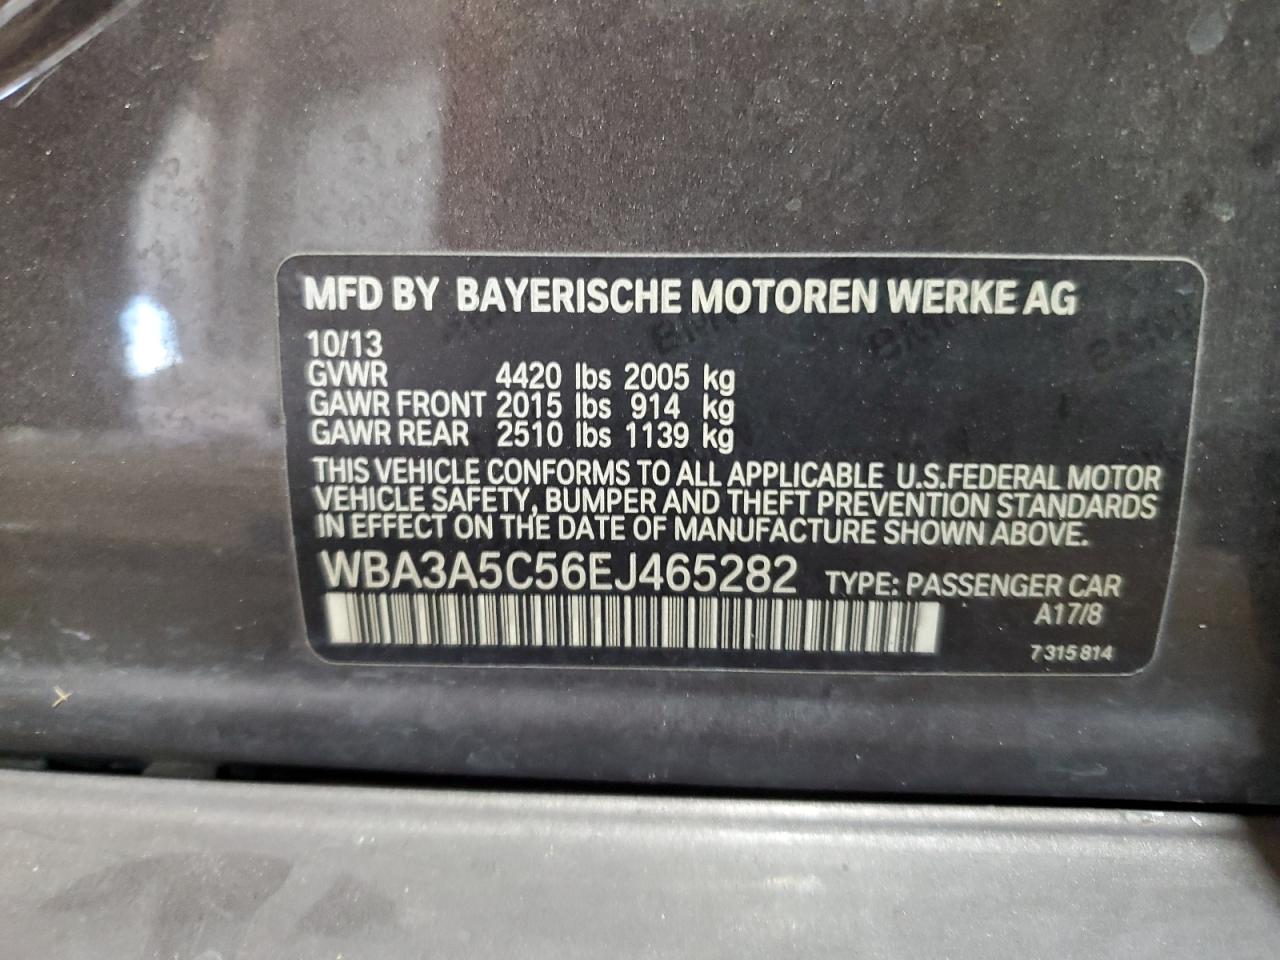 MFD BY BAYERISCHE MOTOREN WERKE AG
10/13
GVWR 4420 lbs 2005 kg
GAWR FRONT 2015 lbs 914 kg
GAWR REAR 2510 lbs 1139 kg
THIS VEHICLE CONFORMS TO ALL APPLICABLE U.S.FEDERAL MOTOR
VEHICLE SAFETY, BUMPER AND THEFT PREVENTION STANDARDS
IN EFFECT ON THE DATE OF MANUFACTURE SHOWN ABOVE.
WBA3A5C56EJ465282 TYPE: PASSENGER CAR
A17/8
7 315 814